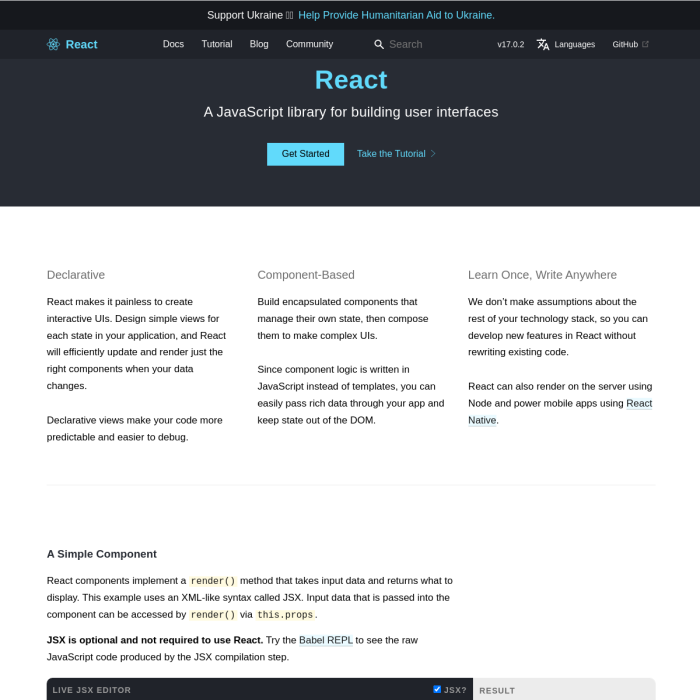 Support Ukraine Help Provide Humanitarian Aid to Ukraine.
React Docs Tutorial Blog Community Search v17.0.2 Languages GitHub
React
A JavaScript library for building user interfaces
Get Started Take the Tutorial
Declarative
React makes it painless to create
interactive UIs. Design simple views for
each state in your application, and React
will efficiently update and render just the
right components when your data
changes.
Declarative views make your code more
predictable and easier to debug.
Component-Based
Build encapsulated components that
manage their own state, then compose
them to make complex UIs.
Since component logic is written in
JavaScript instead of templates, you can
easily pass rich data through your app and
keep state out of the DOM.
Learn Once, Write Anywhere
We don’t make assumptions about the
rest of your technology stack, so you can
develop new features in React without
rewriting existing code.
React can also render on the server using
Node and power mobile apps using React
Native.
A Simple Component
React components implement a render() method that takes input data and returns what to
display. This example uses an XML-like syntax called JSX. Input data that is passed into the
component can be accessed by render() via this.props.
JSX is optional and not required to use React. Try the Babel REPL to see the raw
JavaScript code produced by the JSX compilation step.
LIVE JSX EDITOR JSX? RESULT